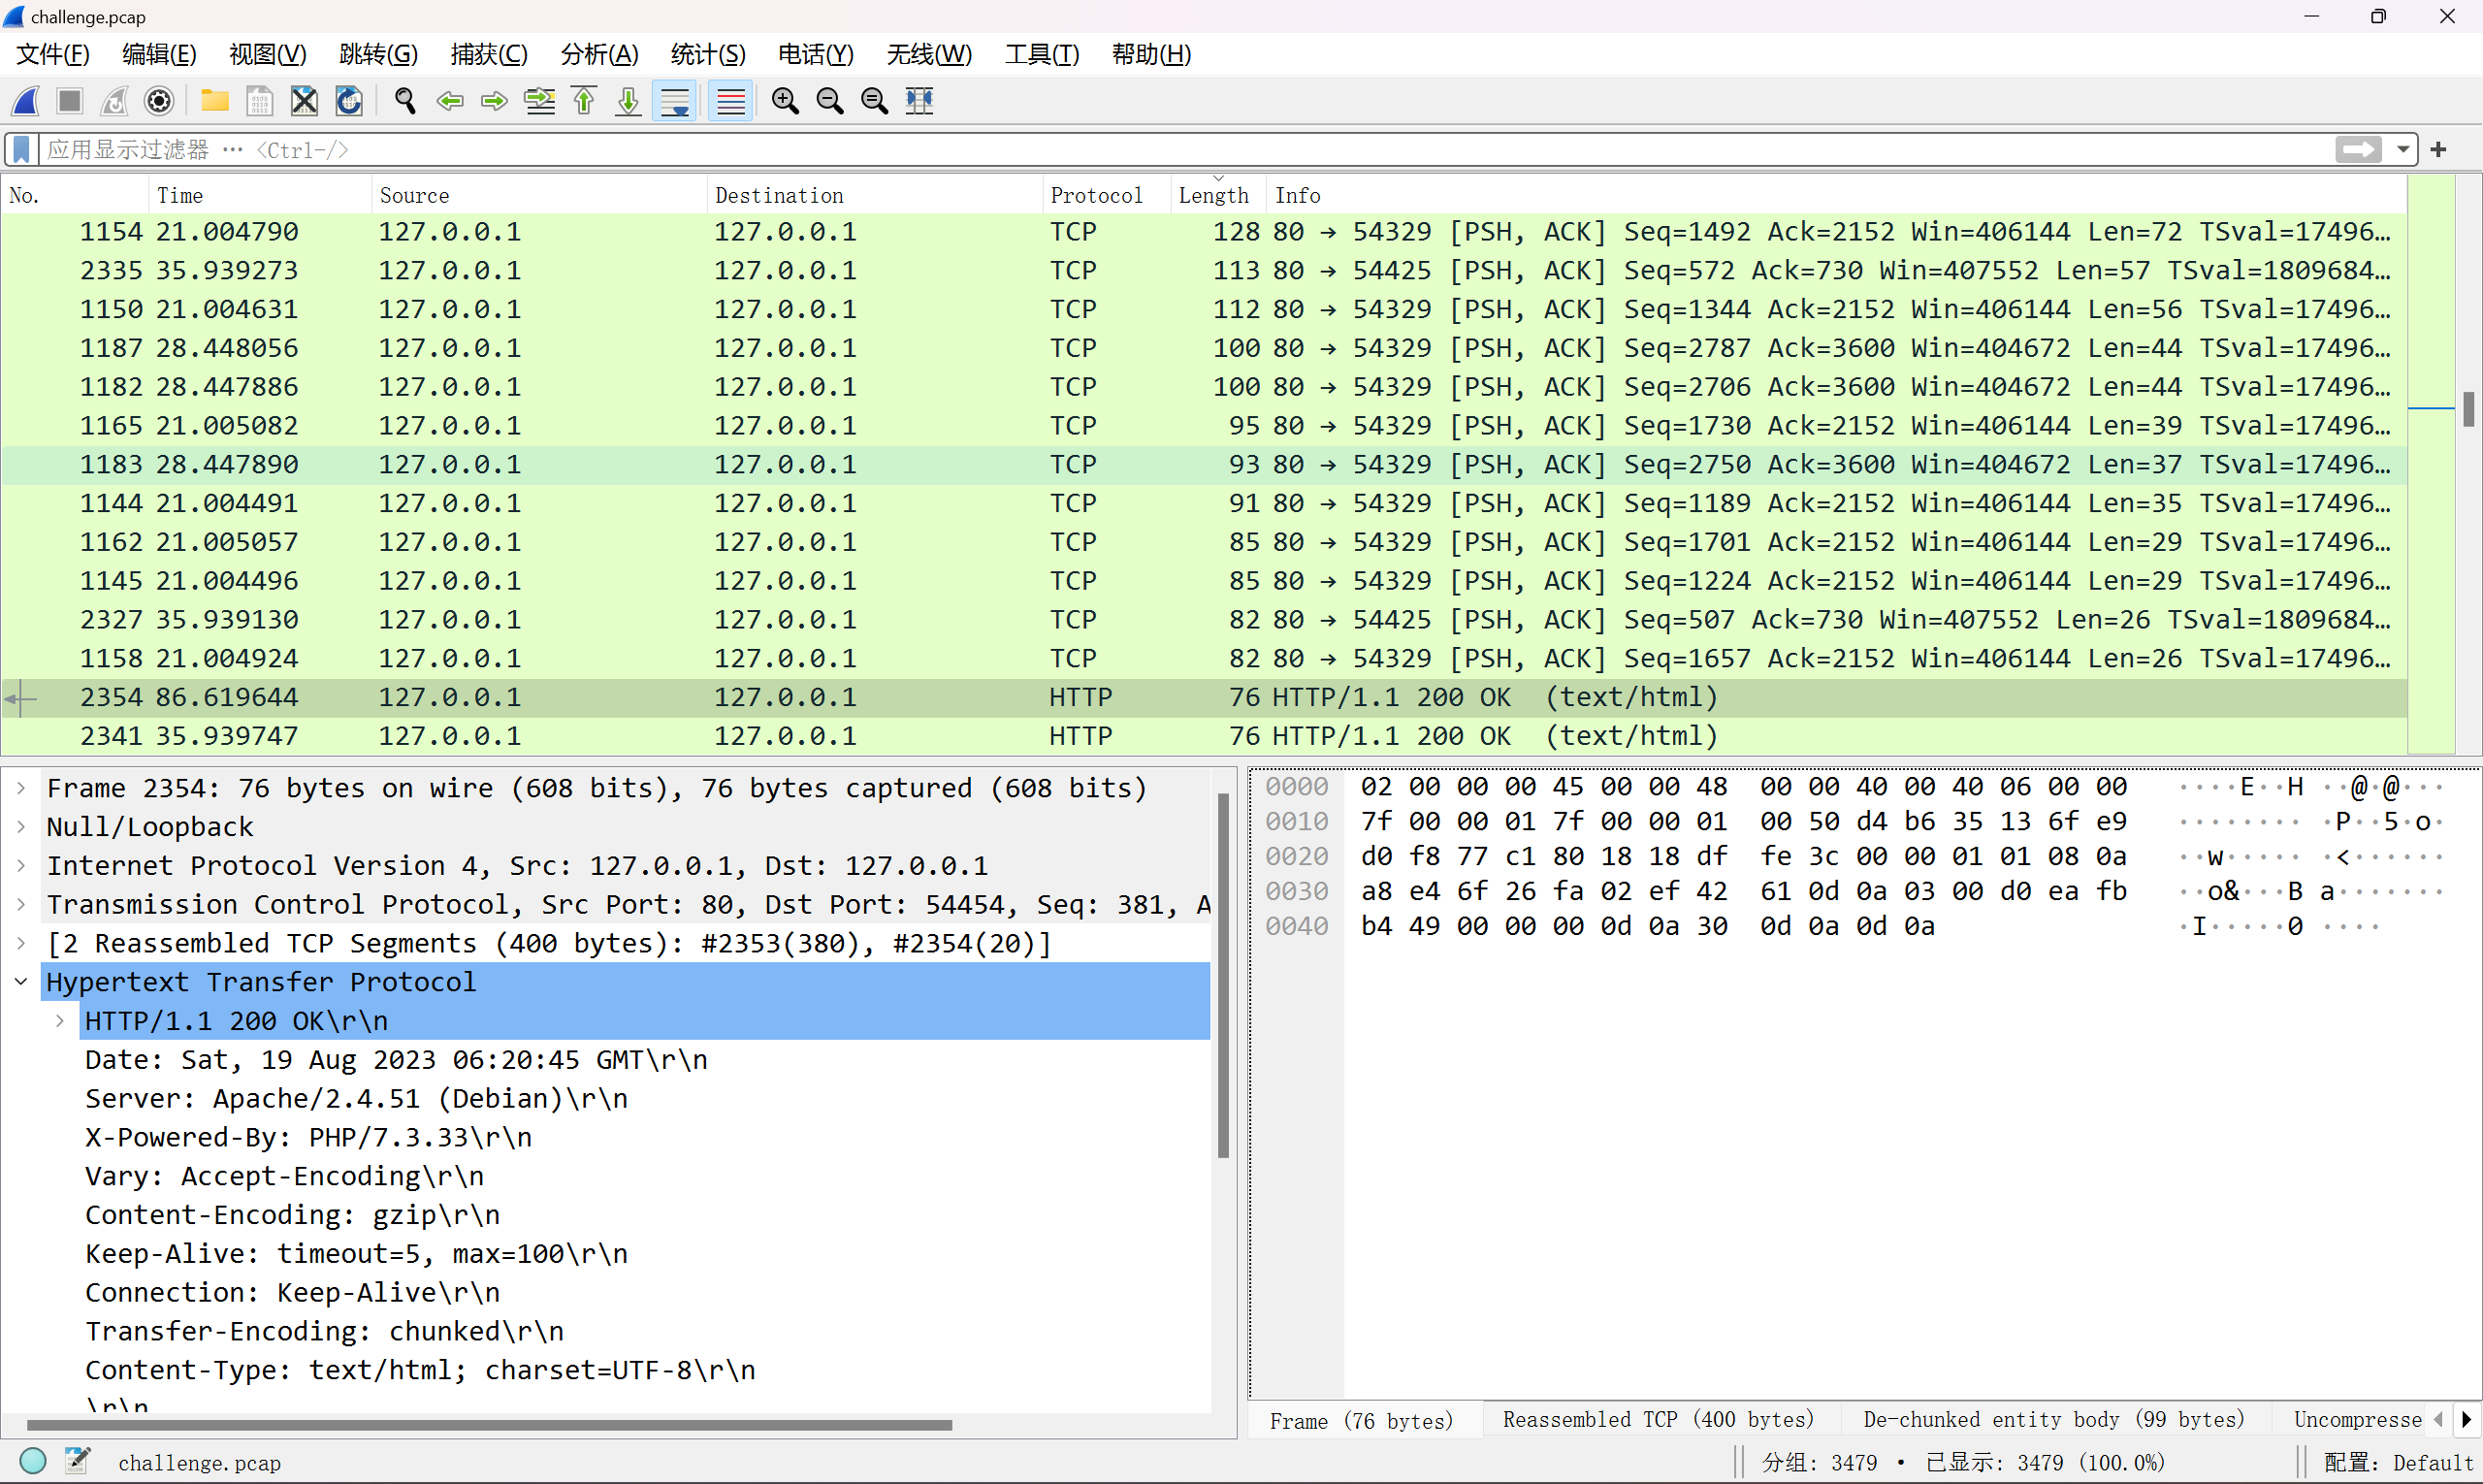 challenge.pcap
文件(F) 编辑(E) 视图(V) 跳转(G) 捕获(C) 分析(A) 统计(S) 电话(Y) 无线(W) 工具(T) 帮助(H)
应用显示过滤器 … <Ctrl-/>
No. Time Source Destination Protocol Length Info
1154 21.004790 127.0.0.1 127.0.0.1 TCP 128 80 → 54329 [PSH, ACK] Seq=1492 Ack=2152 Win=406144 Len=72 TSval=17496…
2335 35.939273 127.0.0.1 127.0.0.1 TCP 113 80 → 54425 [PSH, ACK] Seq=572 Ack=730 Win=407552 Len=57 TSval=1809684…
1150 21.004631 127.0.0.1 127.0.0.1 TCP 112 80 → 54329 [PSH, ACK] Seq=1344 Ack=2152 Win=406144 Len=56 TSval=17496…
1187 28.448056 127.0.0.1 127.0.0.1 TCP 100 80 → 54329 [PSH, ACK] Seq=2787 Ack=3600 Win=404672 Len=44 TSval=17496…
1182 28.447886 127.0.0.1 127.0.0.1 TCP 100 80 → 54329 [PSH, ACK] Seq=2706 Ack=3600 Win=404672 Len=44 TSval=17496…
1165 21.005082 127.0.0.1 127.0.0.1 TCP 95 80 → 54329 [PSH, ACK] Seq=1730 Ack=2152 Win=406144 Len=39 TSval=17496…
1183 28.447890 127.0.0.1 127.0.0.1 TCP 93 80 → 54329 [PSH, ACK] Seq=2750 Ack=3600 Win=404672 Len=37 TSval=17496…
1144 21.004491 127.0.0.1 127.0.0.1 TCP 91 80 → 54329 [PSH, ACK] Seq=1189 Ack=2152 Win=406144 Len=35 TSval=17496…
1162 21.005057 127.0.0.1 127.0.0.1 TCP 85 80 → 54329 [PSH, ACK] Seq=1701 Ack=2152 Win=406144 Len=29 TSval=17496…
1145 21.004496 127.0.0.1 127.0.0.1 TCP 85 80 → 54329 [PSH, ACK] Seq=1224 Ack=2152 Win=406144 Len=29 TSval=17496…
2327 35.939130 127.0.0.1 127.0.0.1 TCP 82 80 → 54425 [PSH, ACK] Seq=507 Ack=730 Win=407552 Len=26 TSval=1809684…
1158 21.004924 127.0.0.1 127.0.0.1 TCP 82 80 → 54329 [PSH, ACK] Seq=1657 Ack=2152 Win=406144 Len=26 TSval=17496…
2354 86.619644 127.0.0.1 127.0.0.1 HTTP 76 HTTP/1.1 200 OK (text/html)
2341 35.939747 127.0.0.1 127.0.0.1 HTTP 76 HTTP/1.1 200 OK (text/html)
Frame 2354: 76 bytes on wire (608 bits), 76 bytes captured (608 bits)
Null/Loopback
Internet Protocol Version 4, Src: 127.0.0.1, Dst: 127.0.0.1
Transmission Control Protocol, Src Port: 80, Dst Port: 54454, Seq: 381, A
[2 Reassembled TCP Segments (400 bytes): #2353(380), #2354(20)]
Hypertext Transfer Protocol
HTTP/1.1 200 OK\r\n
Date: Sat, 19 Aug 2023 06:20:45 GMT\r\n
Server: Apache/2.4.51 (Debian)\r\n
X-Powered-By: PHP/7.3.33\r\n
Vary: Accept-Encoding\r\n
Content-Encoding: gzip\r\n
Keep-Alive: timeout=5, max=100\r\n
Connection: Keep-Alive\r\n
Transfer-Encoding: chunked\r\n
Content-Type: text/html; charset=UTF-8\r\n
\r\n
0000 02 00 00 00 45 00 00 48 00 00 40 00 40 06 00 00 ····E··H ··@·@···
0010 7f 00 00 01 7f 00 00 01 00 50 d4 b6 35 13 6f e9 ········ ·P··5·o·
0020 d0 f8 77 c1 80 18 18 df fe 3c 00 00 01 01 08 0a ··w····· ·<······
0030 a8 e4 6f 26 fa 02 ef 42 61 0d 0a 03 00 d0 ea fb ··o&···B a·······
0040 b4 49 00 00 00 0d 0a 30 0d 0a 0d 0a ·I·····0 ····
Frame (76 bytes) Reassembled TCP (400 bytes) De-chunked entity body (99 bytes) Uncompresse
challenge.pcap 分组: 3479 · 已显示: 3479 (100.0%) 配置: Default